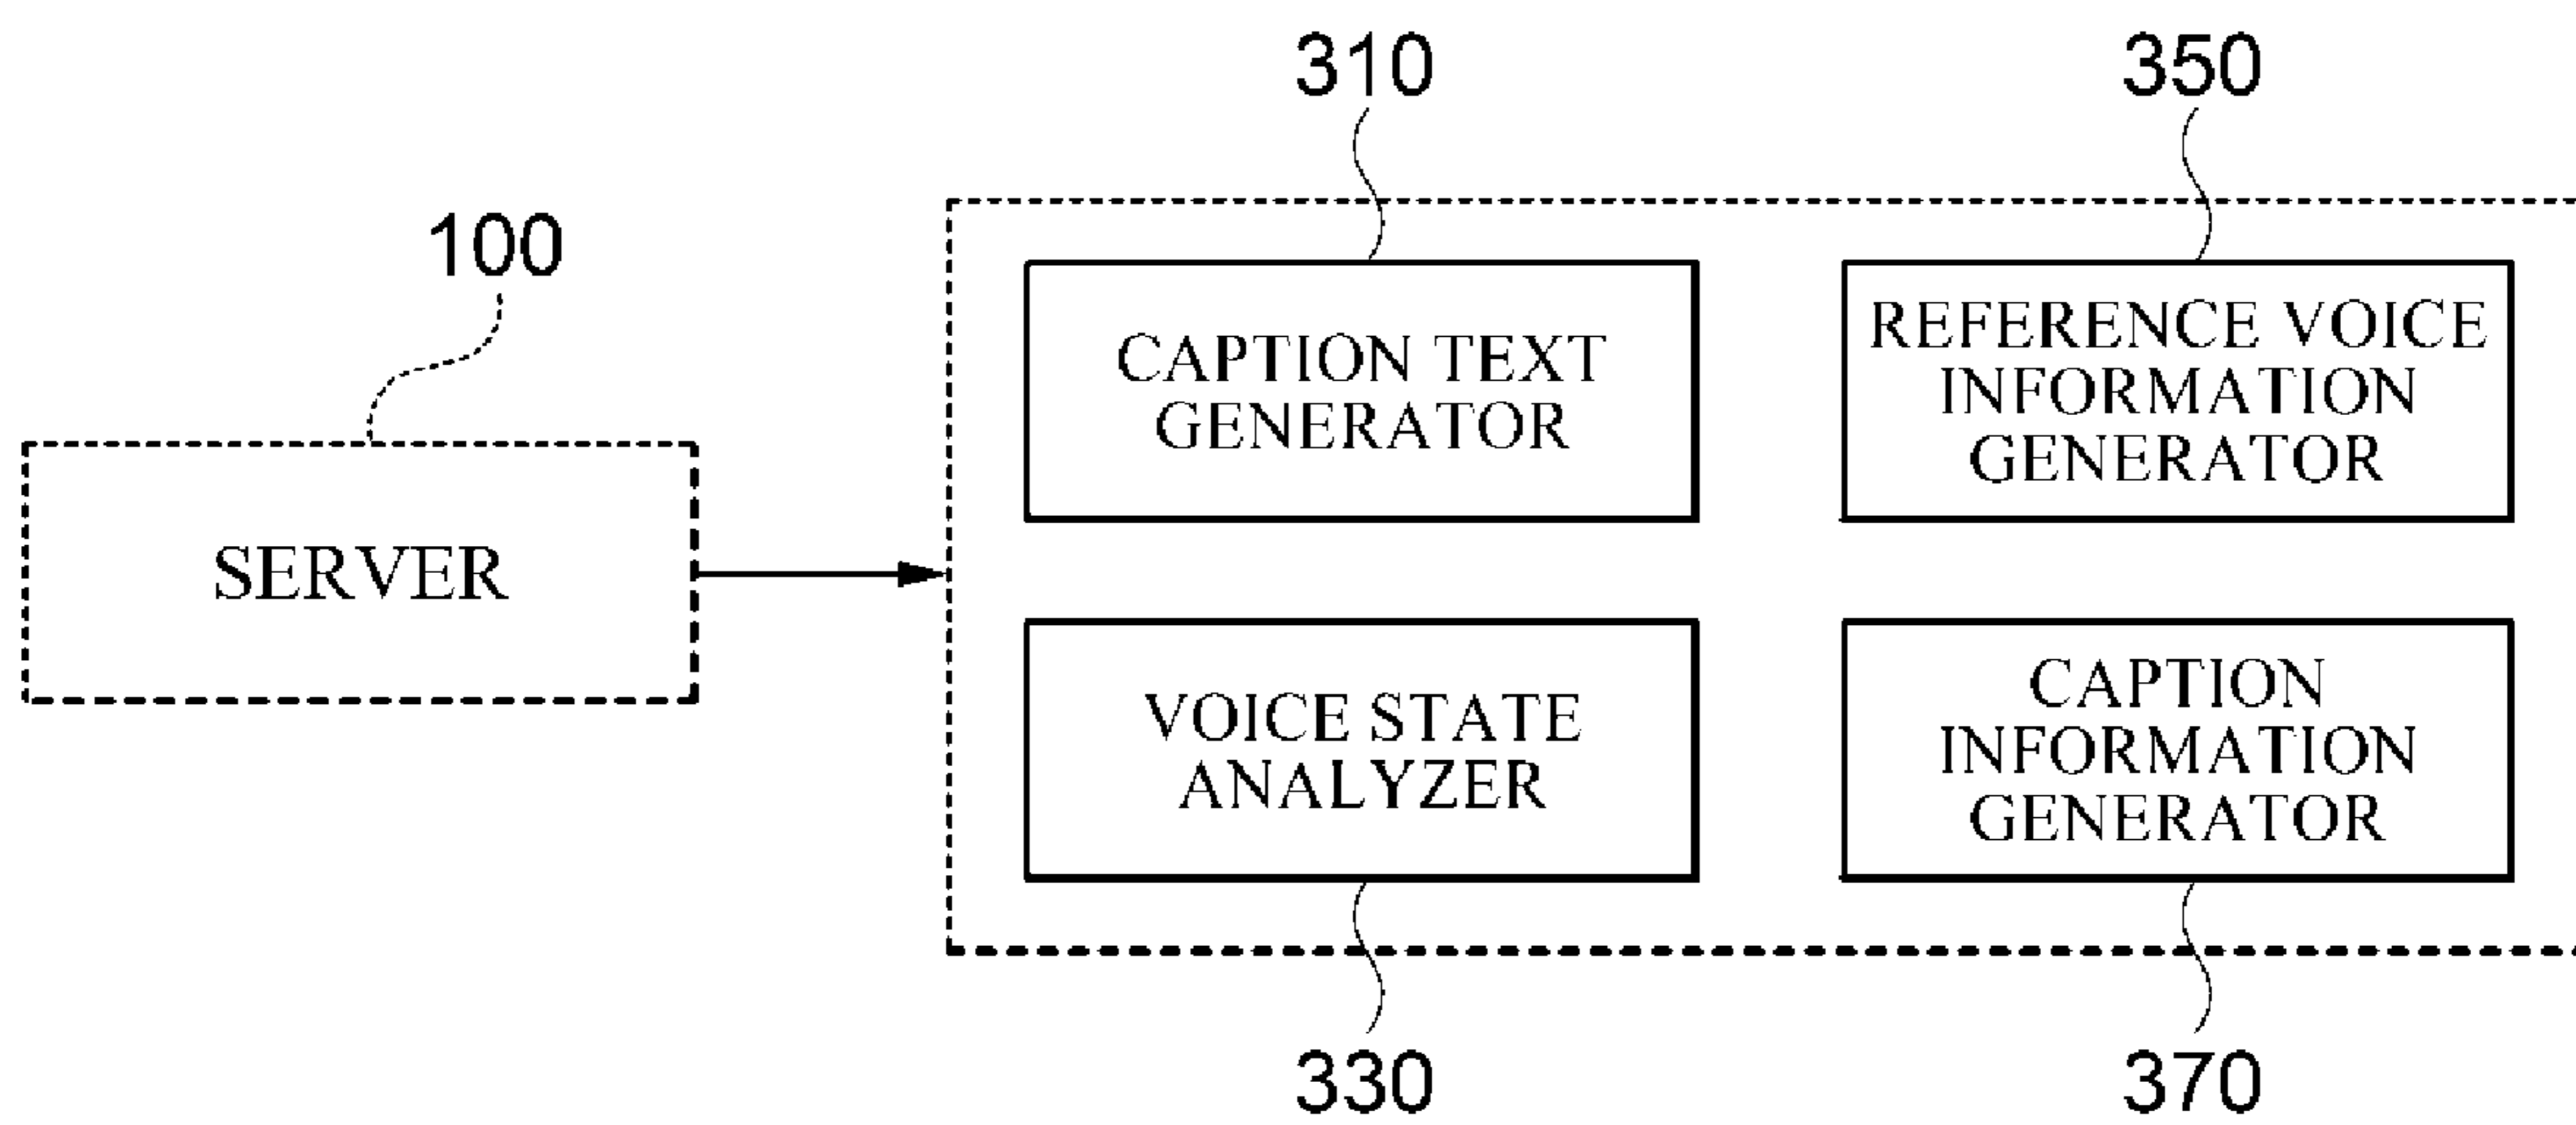 310
350
100
CAPTION TEXT
GENERATOR
REFERENCE VOICE
INFORMATION
GENERATOR
SERVER
VOICE STATE
ANALYZER
CAPTION
INFORMATION
GENERATOR
330
370